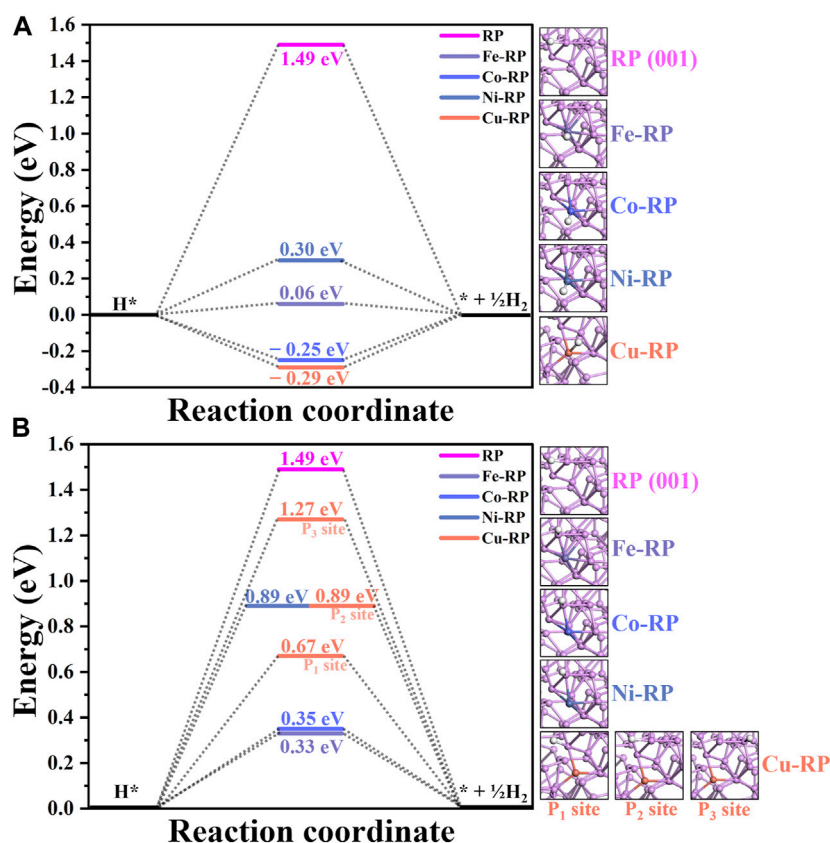 A
1.6
1.4
1.2
1.0
0.8
0.6
0.4
0.2
0.0
-0.2
-0.4
Energy (eV)
Reaction coordinate
RP
Fe-RP
Co-RP
Ni-RP
Cu-RP
1.49 eV
0.30 eV
0.06 eV
− 0.25 eV
− 0.29 eV
H*
* + ½H₂
RP (001)
Fe-RP
Co-RP
Ni-RP
Cu-RP
B
1.6
1.4
1.2
1.0
0.8
0.6
0.4
0.2
0.0
Energy (eV)
Reaction coordinate
RP
Fe-RP
Co-RP
Ni-RP
Cu-RP
1.49 eV
1.27 eV
P₃ site
0.89 eV 0.89 eV
P₂ site
0.67 eV
P₁ site
0.35 eV
0.33 eV
H*
* + ½H₂
RP (001)
Fe-RP
Co-RP
Ni-RP
Cu-RP
P₁ site P₂ site P₃ site